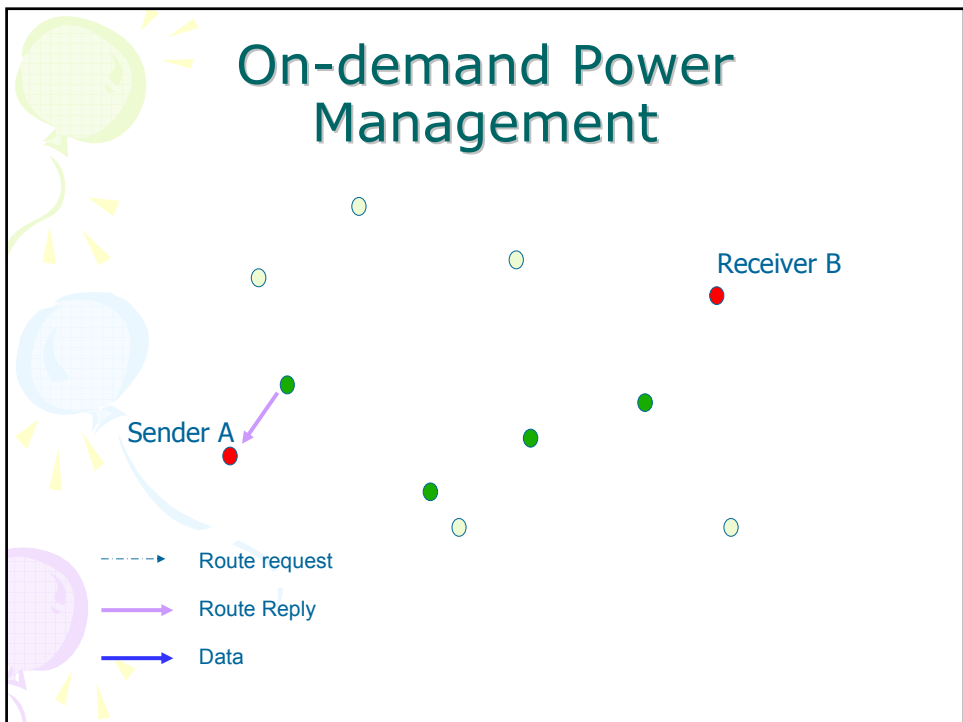 On-demand Power
Management
Receiver B
Sender A
Route request
Route Reply
Data